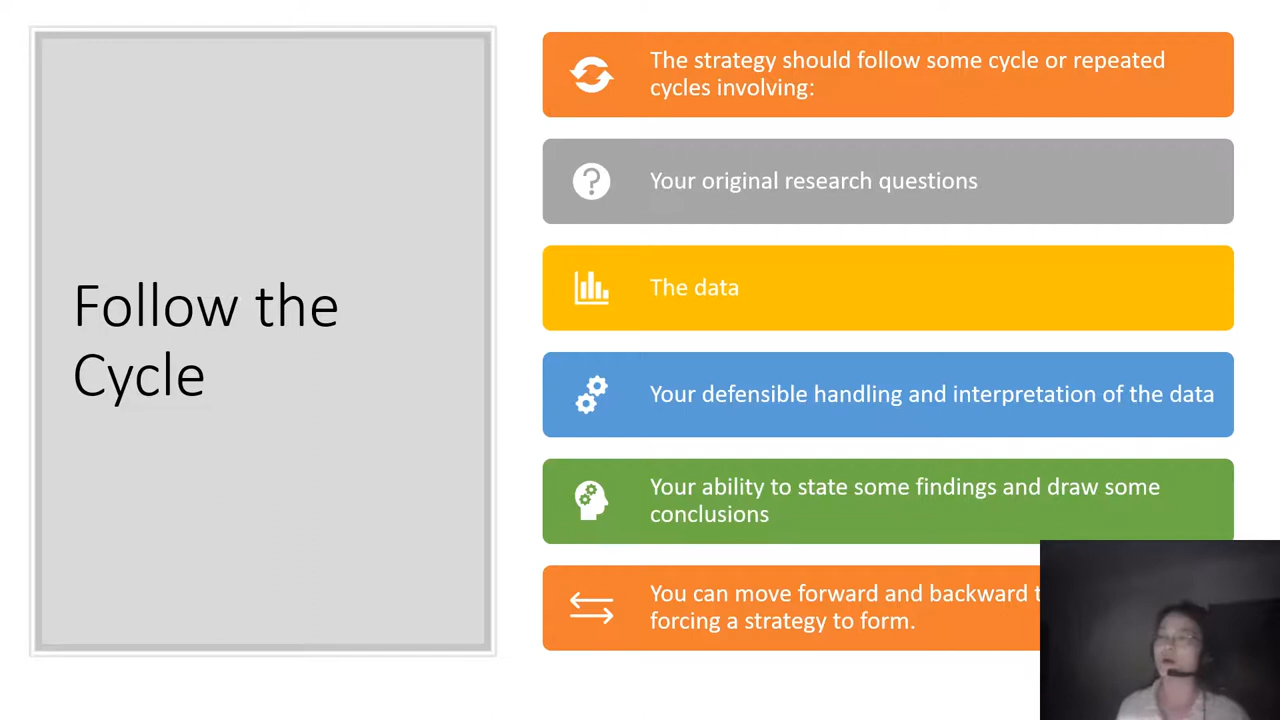 Follow the
Cycle
The strategy should follow some cycle or repeated
cycles involving:
Your original research questions
The data
Your defensible handling and interpretation of the data
Your ability to state some findings and draw some
conclusions
You can move forward and backward
forcing a strategy to form.